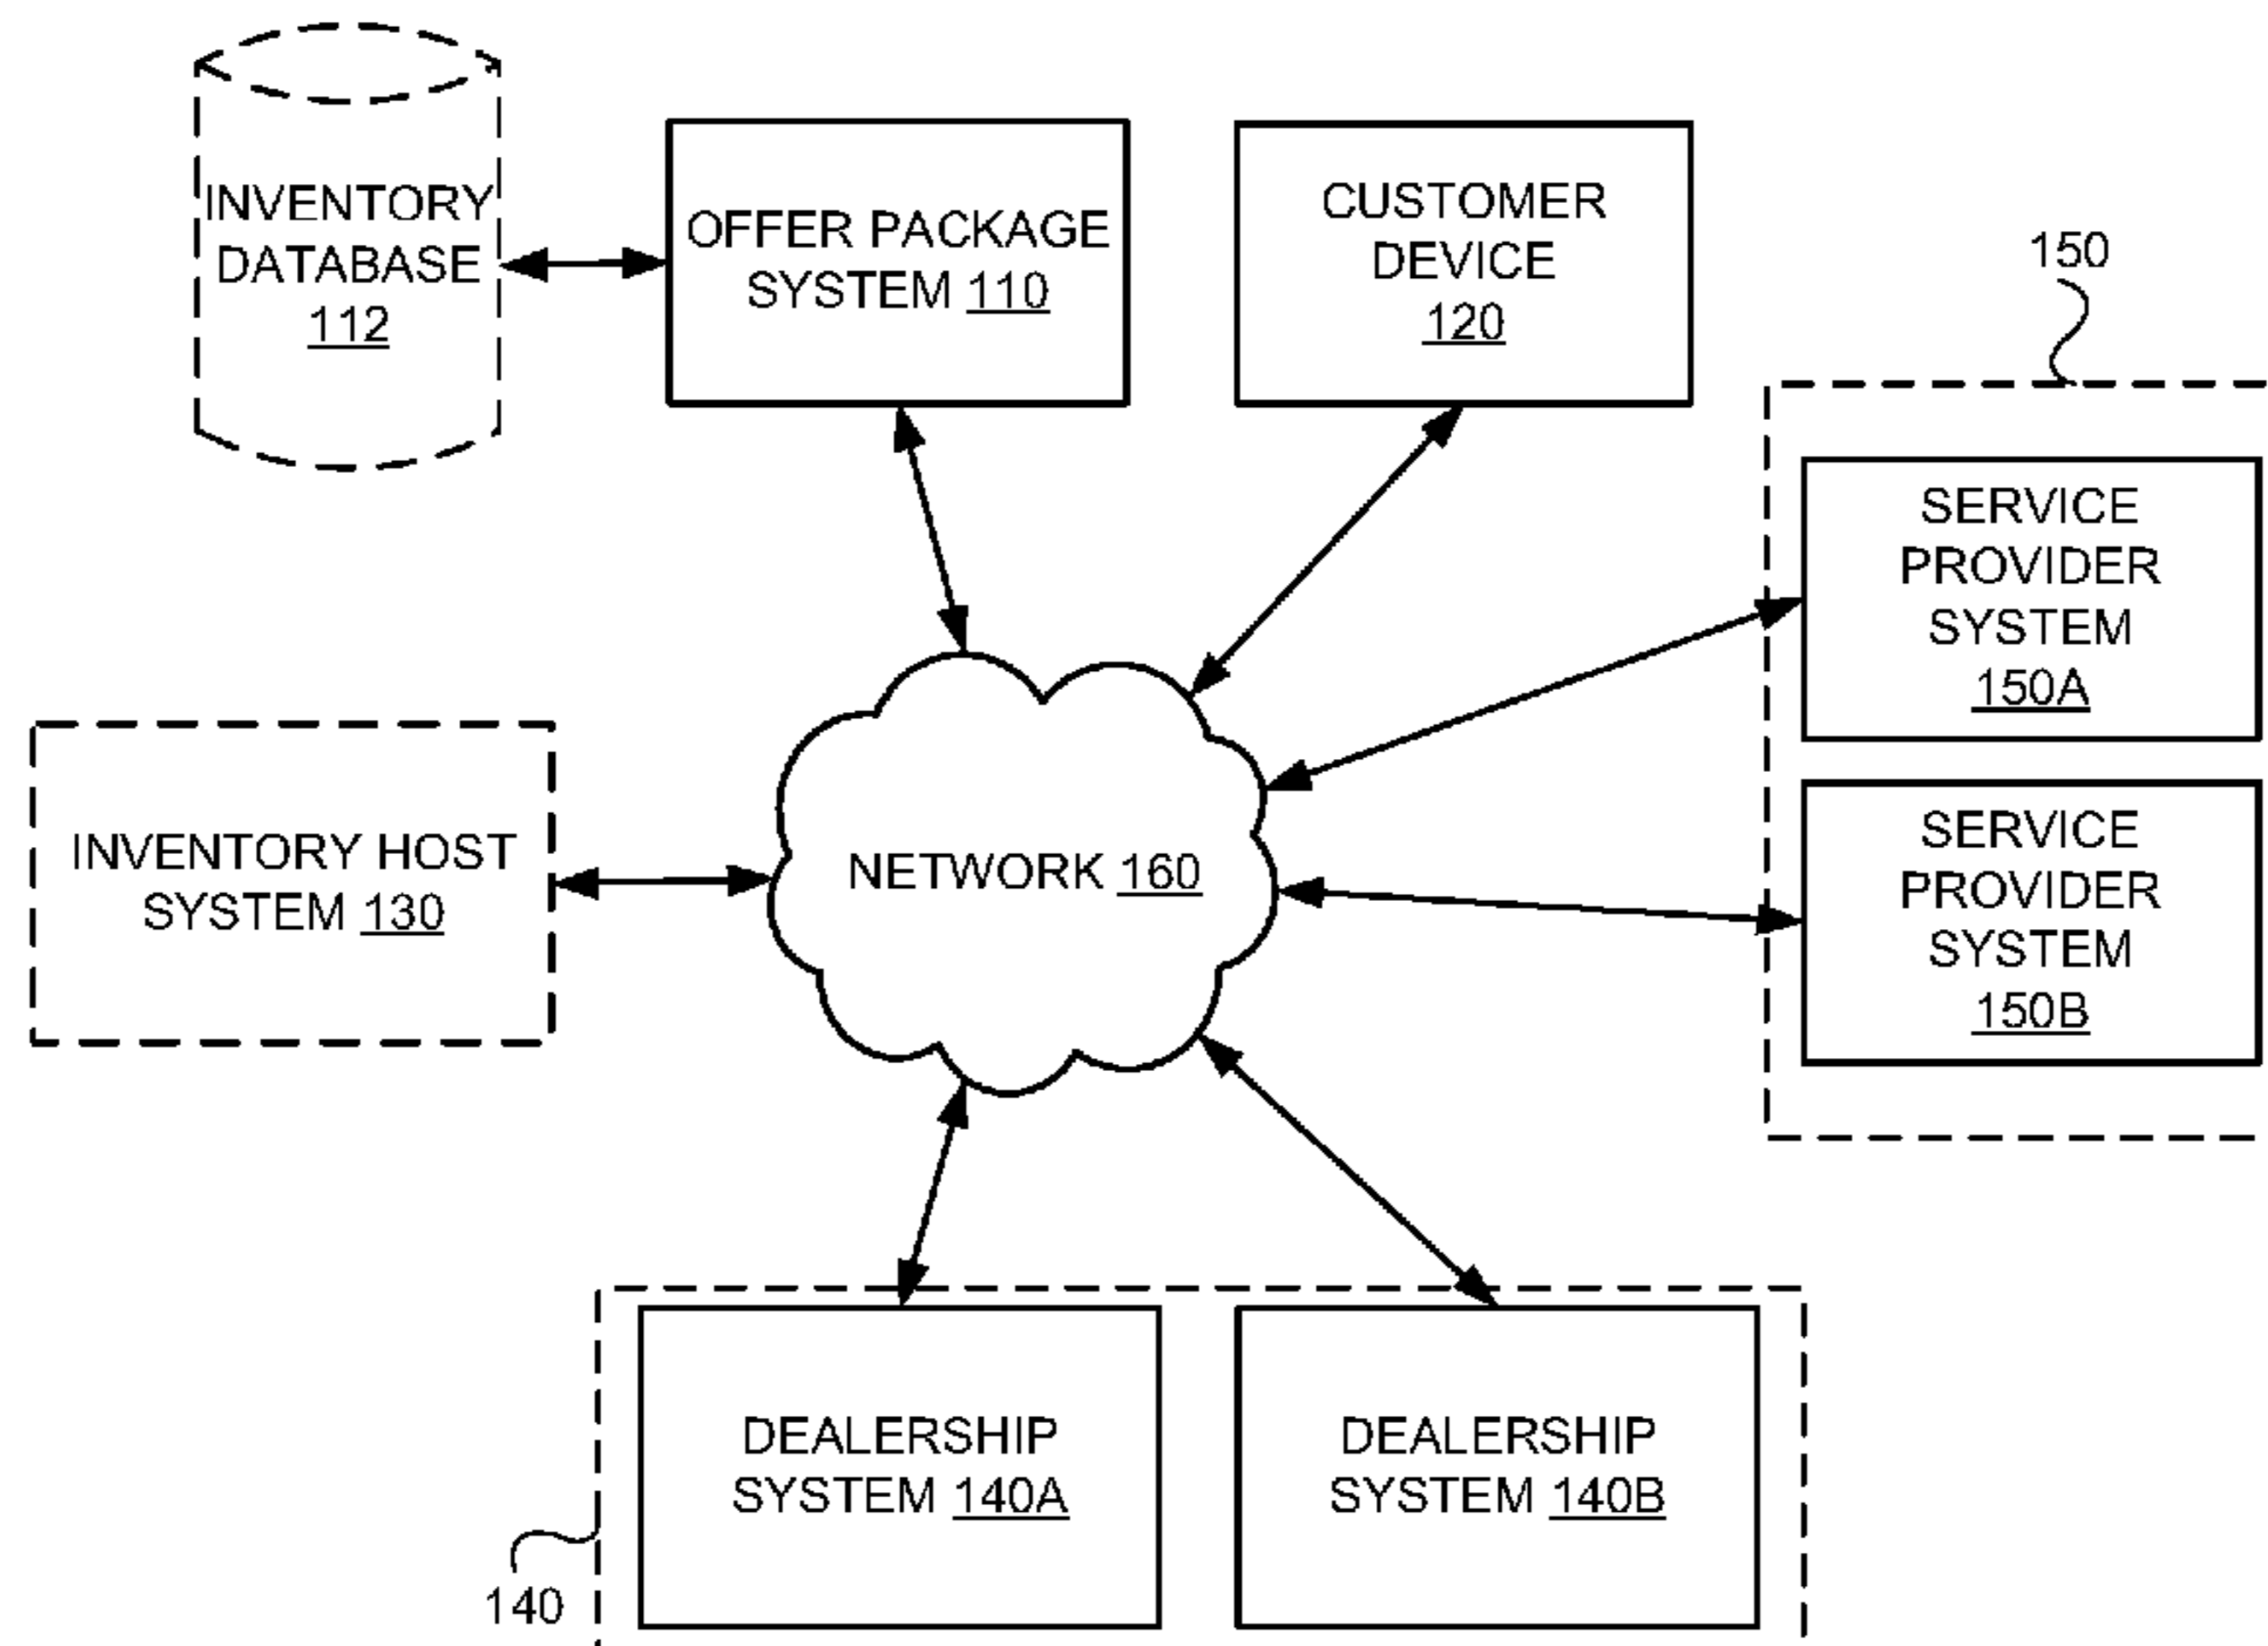 INVENTORY
DATABASE
112
OFFER PACKAGE
SYSTEM 110
CUSTOMER
DEVICE
120
150
SERVICE
PROVIDER
SYSTEM
150A
INVENTORY HOST
SYSTEM 130
NETWORK 160
SERVICE
PROVIDER
SYSTEM
150B
DEALERSHIP
SYSTEM 140A
DEALERSHIP
SYSTEM 140B
140